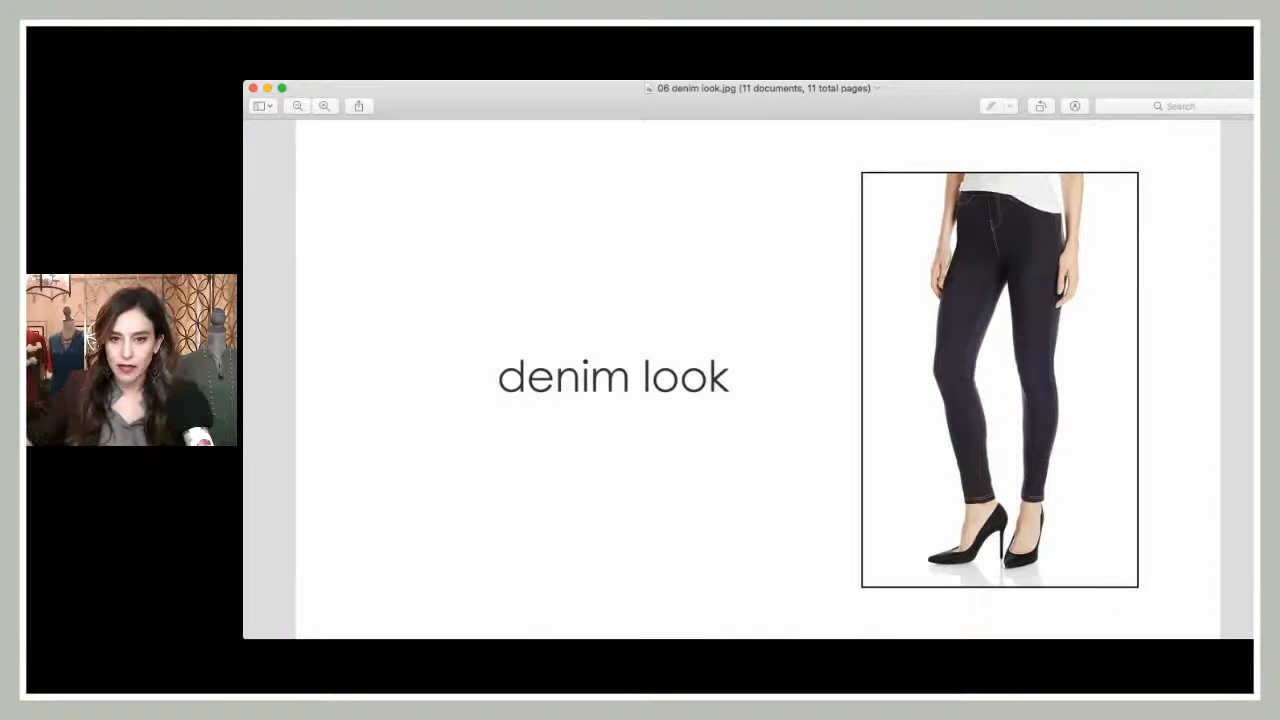 06 denim look.jpg (11 documents, 11 total pages)
Search
denim look